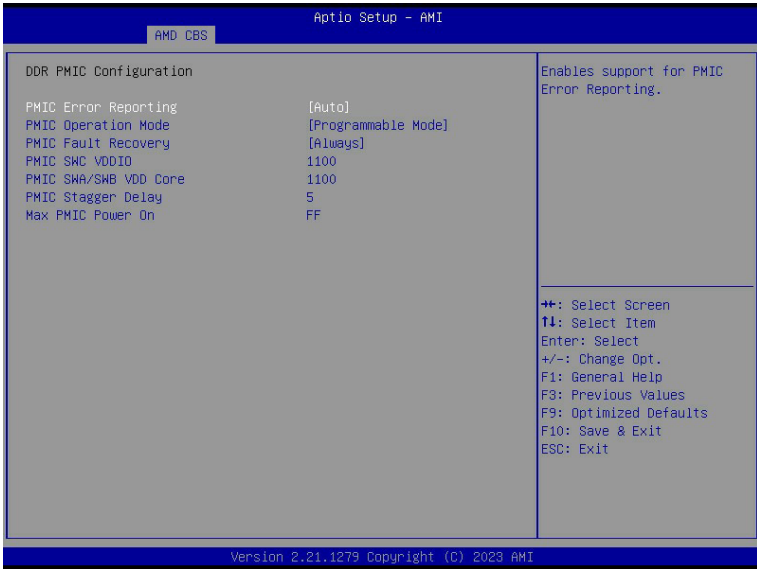 Aptio Setup – AMI
AMD CBS
DDR PMIC Configuration
PMIC Error Reporting [Auto]
PMIC Operation Mode [Programmable Mode]
PMIC Fault Recovery [Always]
PMIC SWC VDDIO 1100
PMIC SWA/SWB VDD Core 1100
PMIC Stagger Delay 5
Max PMIC Power On FF
Enables support for PMIC
Error Reporting.
→←: Select Screen
↑↓: Select Item
Enter: Select
+/-: Change Opt.
F1: General Help
F3: Previous Values
F9: Optimized Defaults
F10: Save & Exit
ESC: Exit
Version 2.21.1279 Copyright (C) 2023 AMI